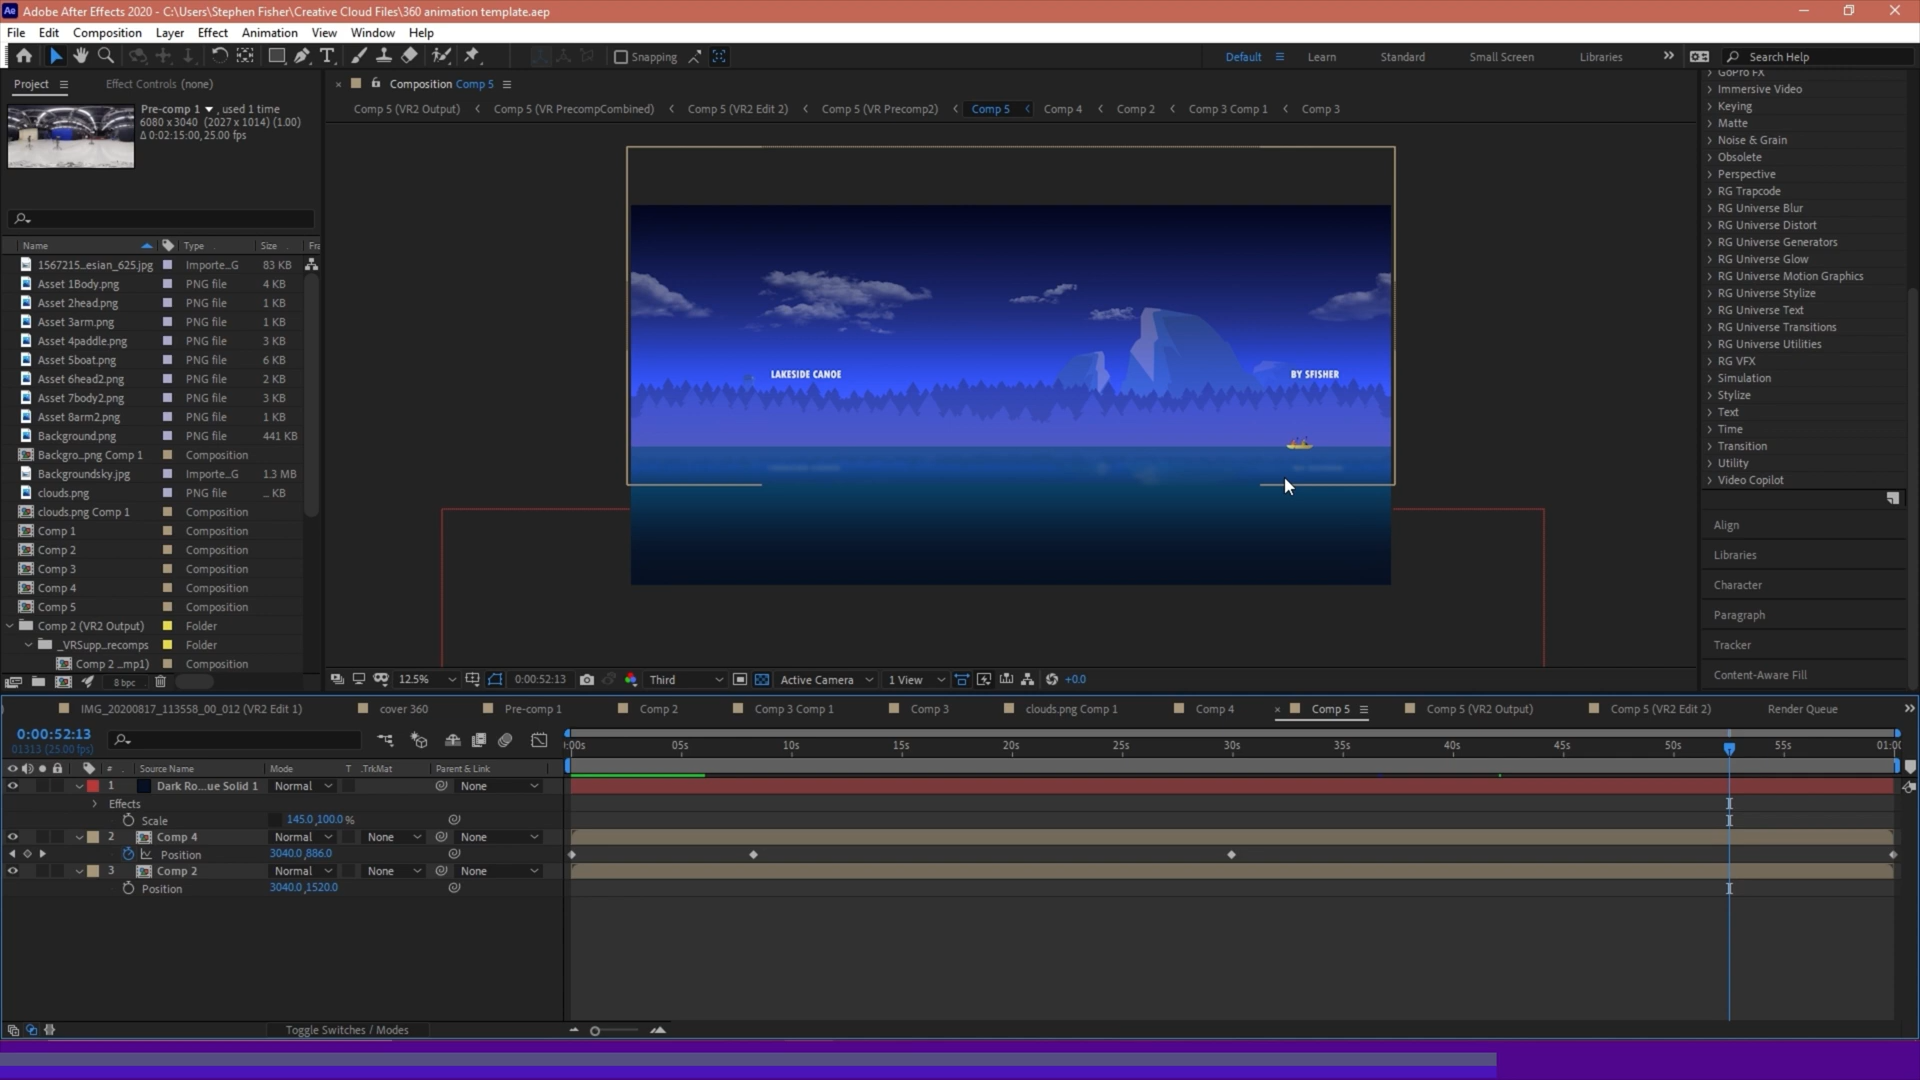 Ae Adobe After Effects 2020 - C:\Users\Stephen Fisher\Creative Cloud Files\360 animation template.aep
File Edit Composition Layer Effect Animation View Window Help
Snapping Default Learn Standard Small Screen Libraries Search Help
Project Effect Controls (none)
Composition Comp 5
Pre-comp 1 , used 1 time
6080 x 3040 (2027 x 1014) (1.00)
Δ 0:02:15:00, 25.00 fps
Comp 5 (VR2 Output) Comp 5 (VR PrecompCombined) Comp 5 (VR2 Edit 2) Comp 5 (VR Precomp2) Comp 5 Comp 4 Comp 2 Comp 3 Comp 1 Comp 3
Name Type Size Fra
1567215...esian_625.jpg Importe...G 83 KB
Asset 1Body.png PNG file 4 KB
Asset 2head.png PNG file 1 KB
Asset 3arm.png PNG file 1 KB
Asset 4paddle.png PNG file 3 KB
Asset 5boat.png PNG file 6 KB
Asset 6head2.png PNG file 2 KB
Asset 7body2.png PNG file 3 KB
Asset 8arm2.png PNG file 1 KB
Background.png PNG file 441 KB
Backgro...png Comp 1 Composition
Backgroundsky.jpg Importe...G 1.3 MB
clouds.png PNG file ... KB
clouds.png Comp 1 Composition
Comp 1 Composition
Comp 2 Composition
Comp 3 Composition
Comp 4 Composition
Comp 5 Composition
Comp 2 (VR2 Output) Folder
_VRSupp...recomps Folder
Comp 2 ...mp1) Composition
8 bpc
LAKESIDE CANOE
BY SFISHER
12.5% 0:00:52:13 Third Active Camera 1 View +0.0
GoPro FX
Immersive Video
Keying
Matte
Noise & Grain
Obsolete
Perspective
RG Trapcode
RG Universe Blur
RG Universe Distort
RG Universe Generators
RG Universe Glow
RG Universe Motion Graphics
RG Universe Stylize
RG Universe Text
RG Universe Transitions
RG Universe Utilities
RG VFX
Simulation
Stylize
Text
Time
Transition
Utility
Video Copilot
Align
Libraries
Character
Paragraph
Tracker
Content-Aware Fill
) IMG_20200817_113558_00_012 (VR2 Edit 1) cover 360 Pre-comp 1 Comp 2 Comp 3 Comp 1 Comp 3 clouds.png Comp 1 Comp 4 Comp 5 Comp 5 (VR2 Output) Comp 5 (VR2 Edit 2) Render Queue
0:00:52:13
01313 (25.00 fps)
:00s 05s 10s 15s 20s 25s 30s 35s 40s 45s 50s 55s 01:00
# Source Name Mode T .TrkMat Parent & Link
1 Dark Ro...ue Solid 1 Normal None
Effects
Scale 145.0,100.0%
2 Comp 4 Normal None None
Position 3040.0,886.0
3 Comp 2 Normal None None
Position 3040.0,1520.0
Toggle Switches / Modes